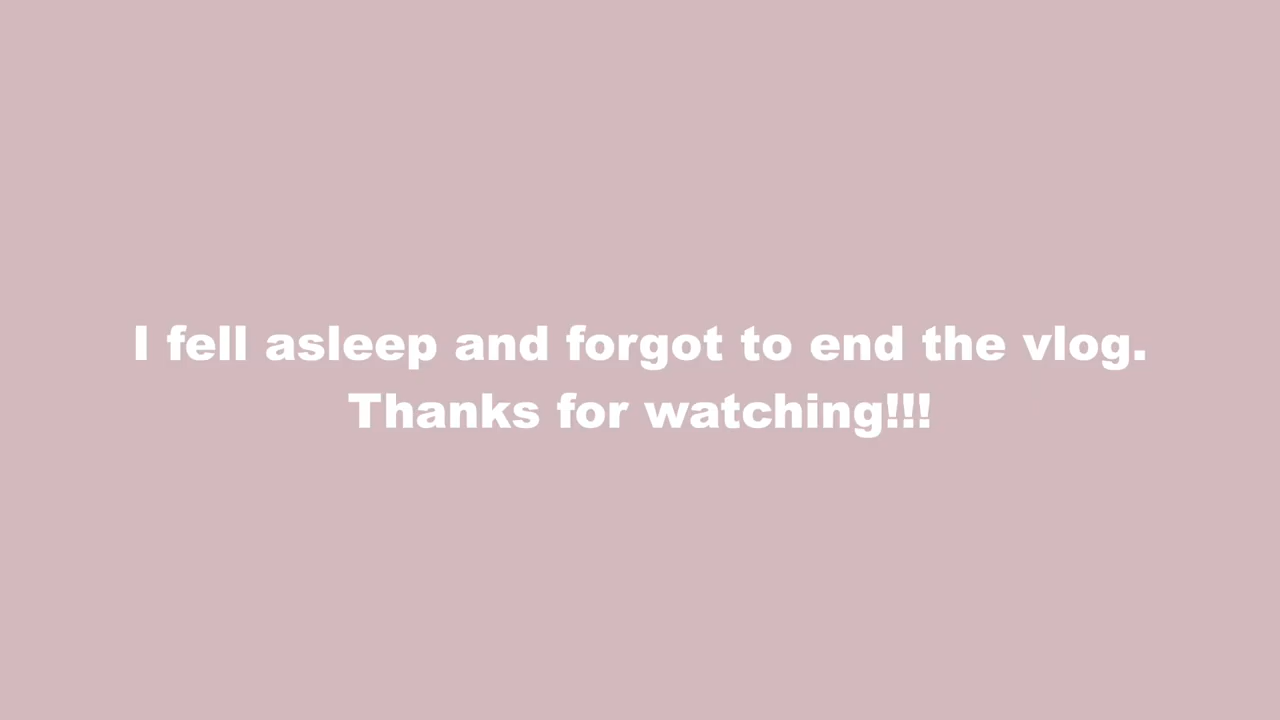 I fell asleep and forgot to end the vlog.
Thanks for watching!!!